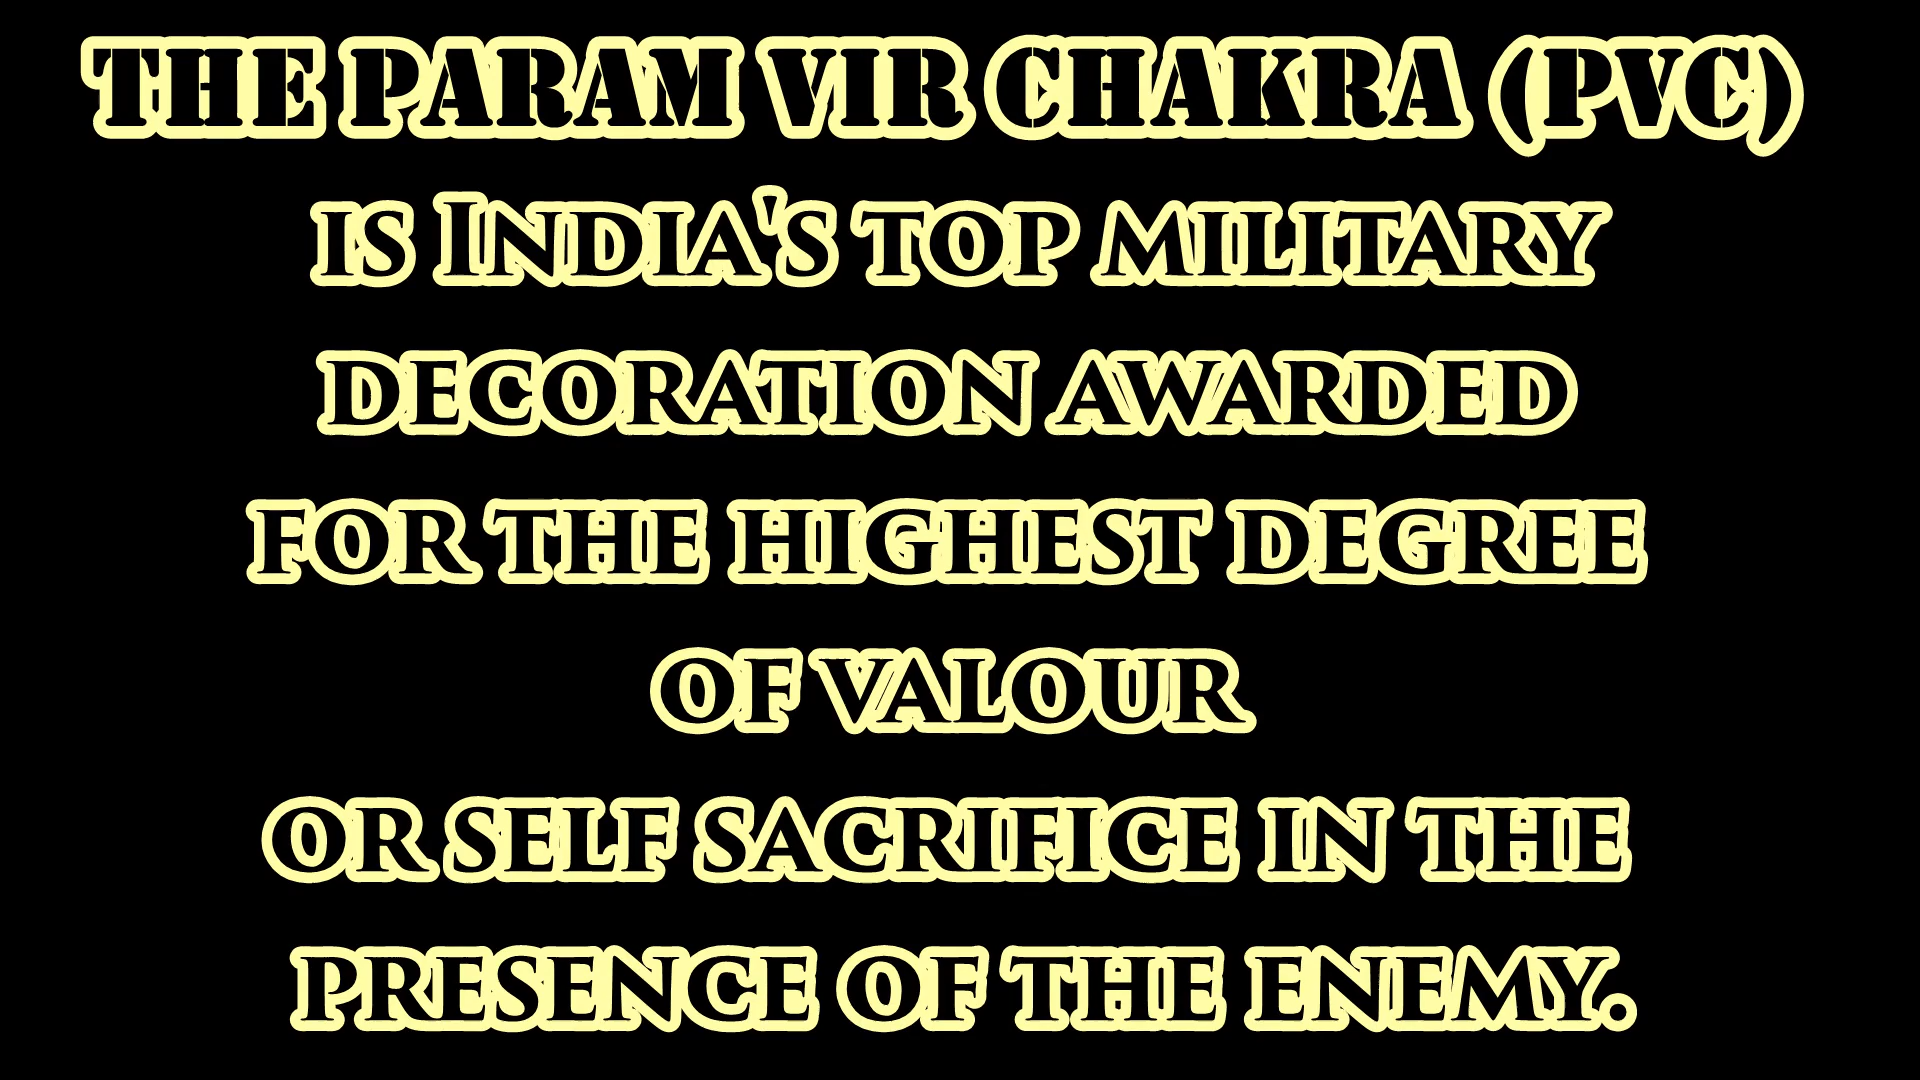 THE PARAM VIR CHAKRA (PVC)
IS INDIA'S TOP MILITARY
DECORATION AWARDED
FOR THE HIGHEST DEGREE
OF VALOUR
OR SELF SACRIFICE IN THE
PRESENCE OF THE ENEMY.